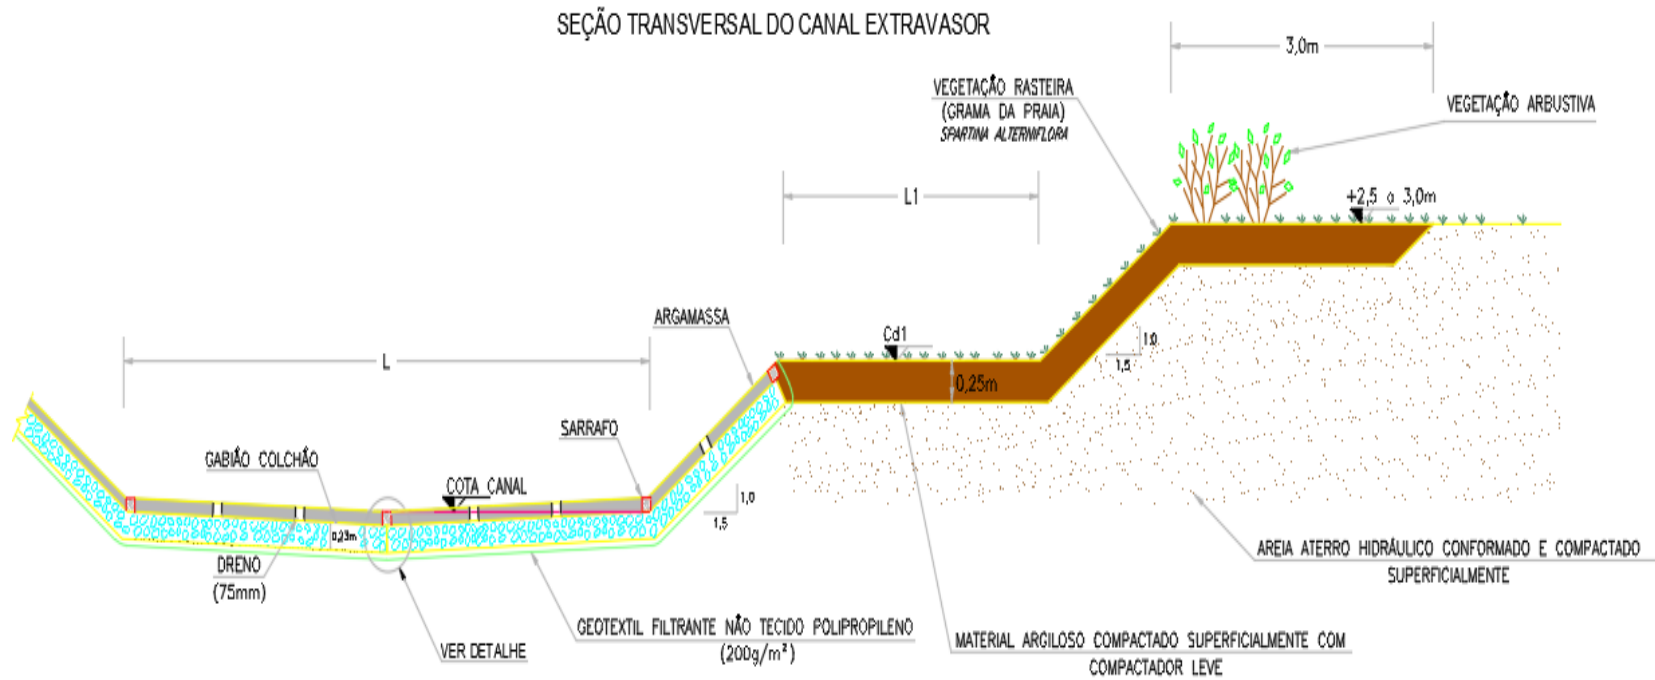 SEÇÃO TRANSVERSAL DO CANAL EXTRAVASOR
3,0m
VEGETAÇÃO RASTEIRA
(GRAMA DA PRAIA)
SPARTINA ALTERNIFLORA
VEGETAÇÃO ARBUSTIVA
L1
+2,5 a 3,0m
ARGAMASSA
Cd1
L
1,0
1,5
0,25m
SARRAFO
GABIÃO COLCHÃO
COTA CANAL
1,0
1,5
0,23m
DRENO
(75mm)
AREIA ATERRO HIDRÁULICO CONFORMADO E COMPACTADO
SUPERFICIALMENTE
GEOTEXTIL FILTRANTE NÃO TECIDO POLIPROPILENO
(200g/m²)
VER DETALHE
MATERIAL ARGILOSO COMPACTADO SUPERFICIALMENTE COM
COMPACTADOR LEVE